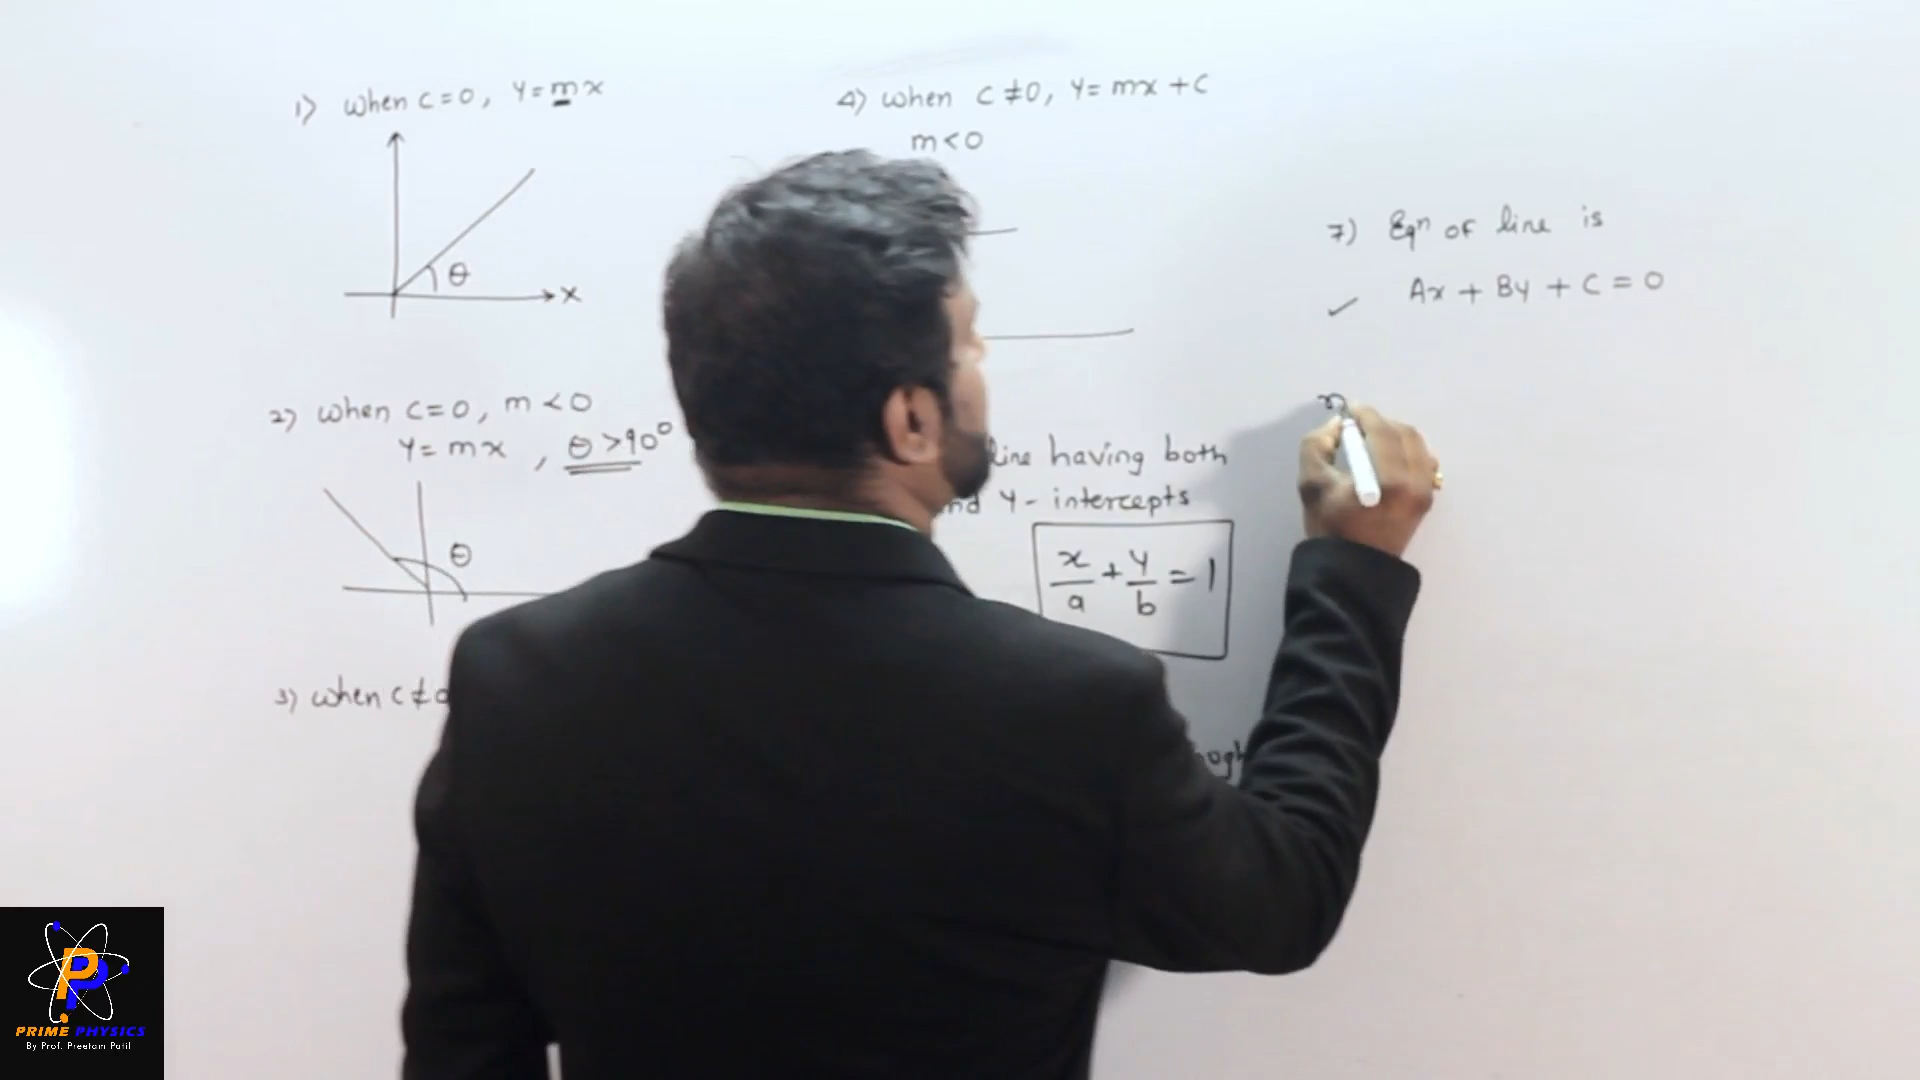 1) when c=0, y=mx
x
θ
2) when c=0, m<0
y=mx, θ>90°
θ
3) when c≠0
4) when c≠0, y=mx+c
m<0
line having both
y-intercepts
x/a + y/b = 1
7) Eqn of line is
✓ Ax + By + C = 0
PRIME PHYSICS
By Prof. Preetam Patil